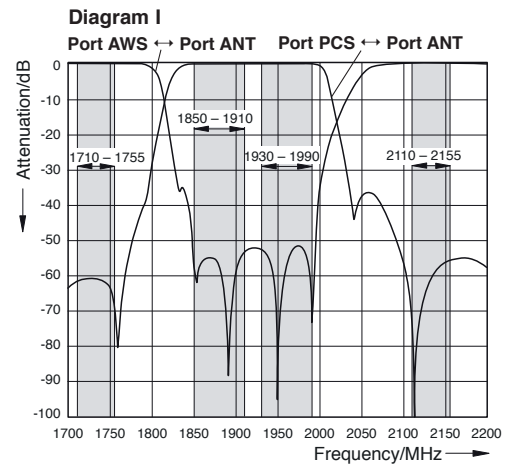 Diagram I
Port AWS ↔ Port ANT Port PCS ↔ Port ANT
Attenuation/dB
0
-10
-20
-30
-40
-50
-60
-70
-80
-90
-100
1850 – 1910
1710 – 1755 1930 – 1990 2110 – 2155
1700 1750 1800 1850 1900 1950 2000 2050 2100 2150 2200
Frequency/MHz